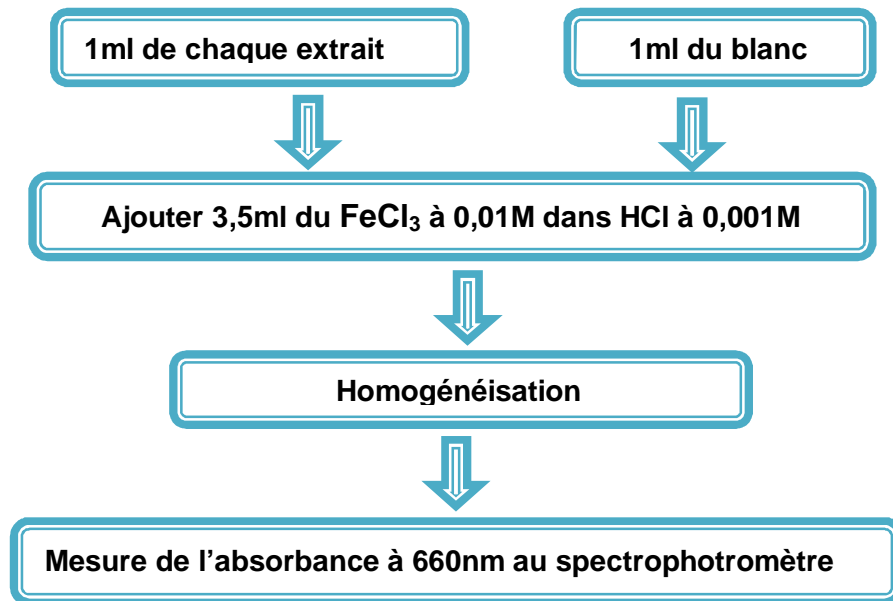 1ml de chaque extrait
1ml du blanc
Ajouter 3,5ml du FeCl₃ à 0,01M dans HCl à 0,001M
Homogénéisation
Mesure de l’absorbance à 660nm au spectrophotromètre